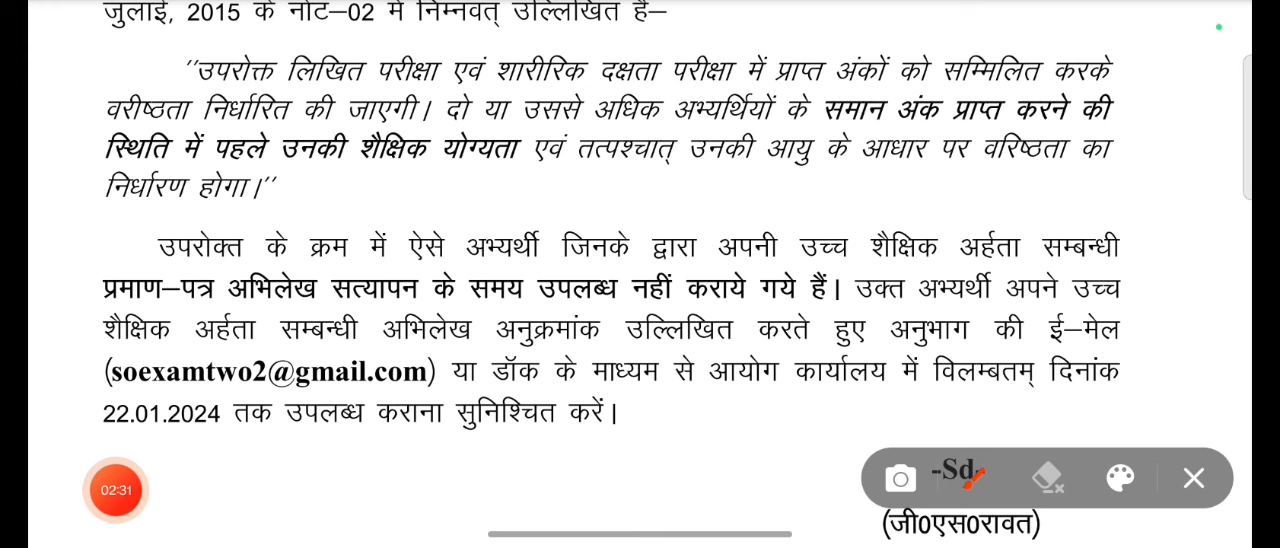 जुलाई, 2015 के नोट–02 में निम्नवत् उल्लिखित है–
''उपरोक्त लिखित परीक्षा एवं शारीरिक दक्षता परीक्षा में प्राप्त अंकों को सम्मिलित करके
वरीष्ठता निर्धारित की जाएगी। दो या उससे अधिक अभ्यर्थियों के समान अंक प्राप्त करने की
स्थिति में पहले उनकी शैक्षिक योग्यता एवं तत्पश्चात् उनकी आयु के आधार पर वरिष्ठता का
निर्धारण होगा।''
उपरोक्त के क्रम में ऐसे अभ्यर्थी जिनके द्वारा अपनी उच्च शैक्षिक अर्हता सम्बन्धी
प्रमाण–पत्र अभिलेख सत्यापन के समय उपलब्ध नहीं कराये गये हैं। उक्त अभ्यर्थी अपने उच्च
शैक्षिक अर्हता सम्बन्धी अभिलेख अनुक्रमांक उल्लिखित करते हुए अनुभाग की ई–मेल
(soexamtwo2@gmail.com) या डॉक के माध्यम से आयोग कार्यालय में विलम्बतम् दिनांक
22.01.2024 तक उपलब्ध कराना सुनिश्चित करें।
02:31
-Sd-
(जी0एस0रावत)